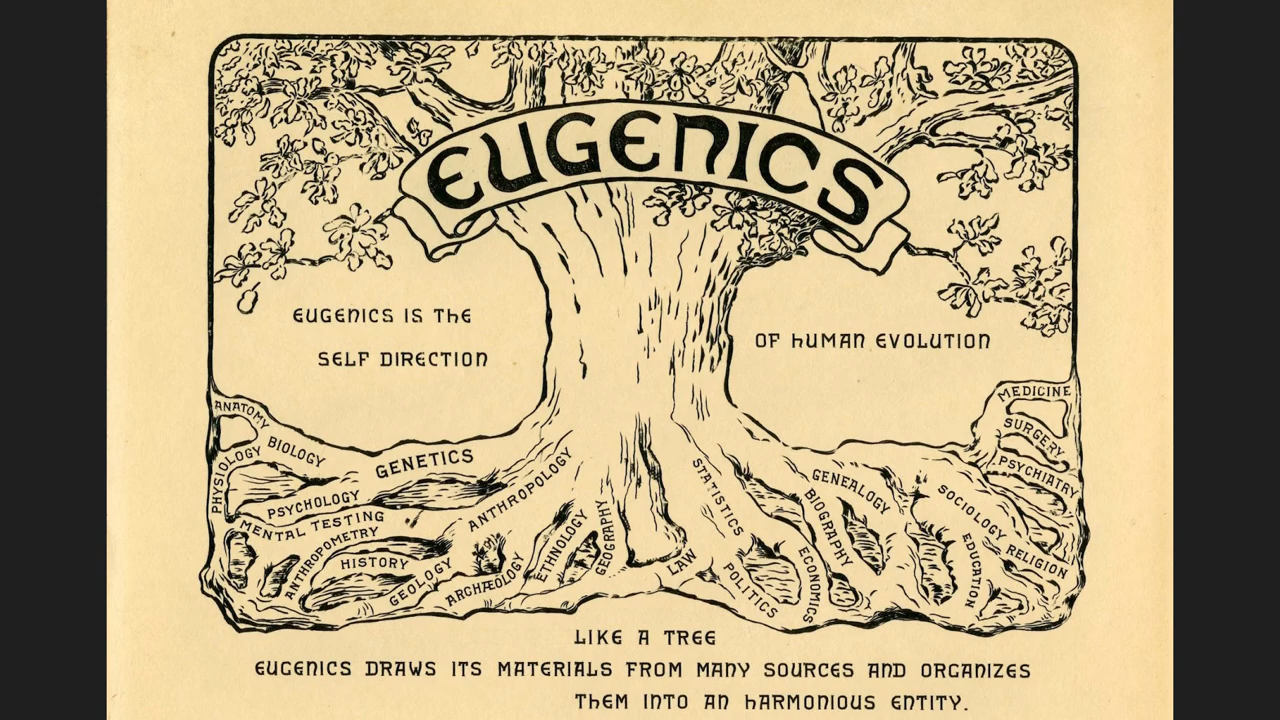 EUGENICS
EUGENICS IS THE
SELF DIRECTION
OF HUMAN EVOLUTION
ANATOMY
BIOLOGY
PHYSIOLOGY
GENETICS
PSYCHOLOGY
MENTAL TESTING
ANTHROPOMETRY
HISTORY
ANTHROPOLOGY
GEOLOGY
ARCHÆOLOGY
ETHNOLOGY
GEOGRAPHY
LAW
STATISTICS
POLITICS
ECONOMICS
BIOGRAPHY
GENEALOGY
SOCIOLOGY
EDUCATION
RELIGION
PSYCHIATRY
SURGERY
MEDICINE
LIKE A TREE
EUGENICS DRAWS ITS MATERIALS FROM MANY SOURCES AND ORGANIZES
THEM INTO AN HARMONIOUS ENTITY.